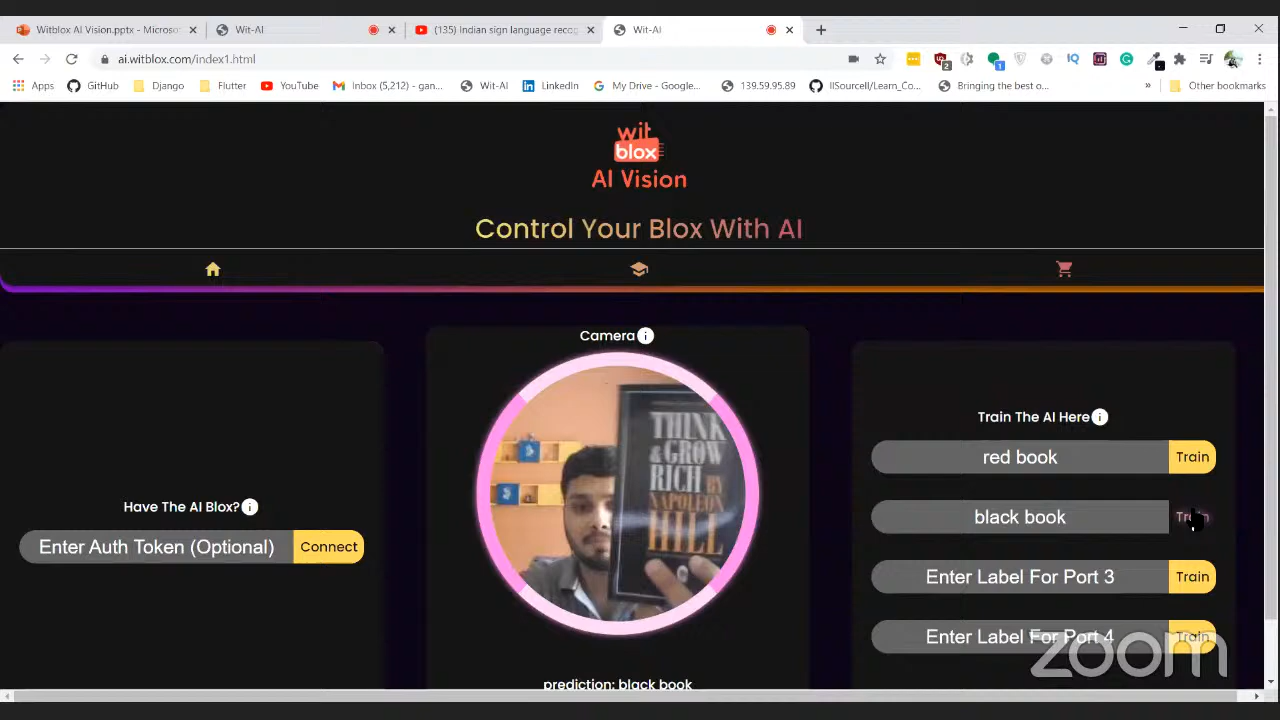 Witblox AI Vision.pptx - Microso
Wit-AI
(135) Indian sign language recog
Wit-AI
ai.witblox.com/index1.html
Apps
GitHub
Django
Flutter
YouTube
Inbox (5,212) - gan...
Wit-AI
LinkedIn
My Drive - Google...
139.59.95.89
llSourcell/Learn_Co...
Bringing the best o...
»
Other bookmarks
wit
blox
AI Vision
Control Your Blox With AI
Camera
THINK
& GROW
RICH BY
NAPOLEON
HILL
prediction: black book
Have The AI Blox?
Enter Auth Token (Optional) Connect
Train The AI Here
red book Train
black book Train
Enter Label For Port 3 Train
Enter Label For Port 4 Train
zoom